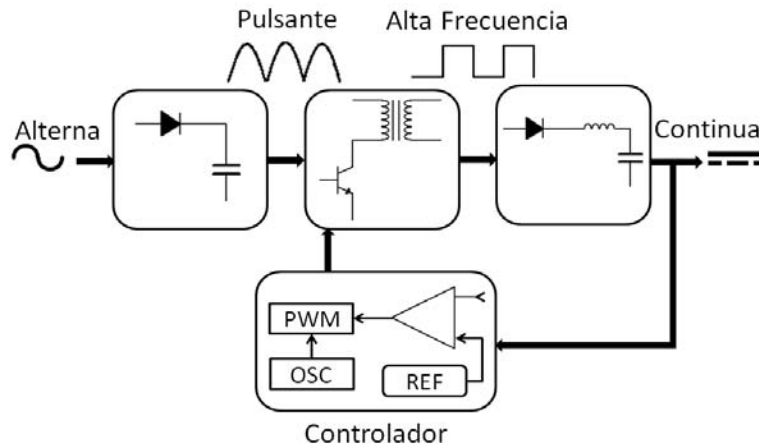 Pulsante
Alta Frecuencia
Alterna
Continua
PWM
OSC
REF
Controlador